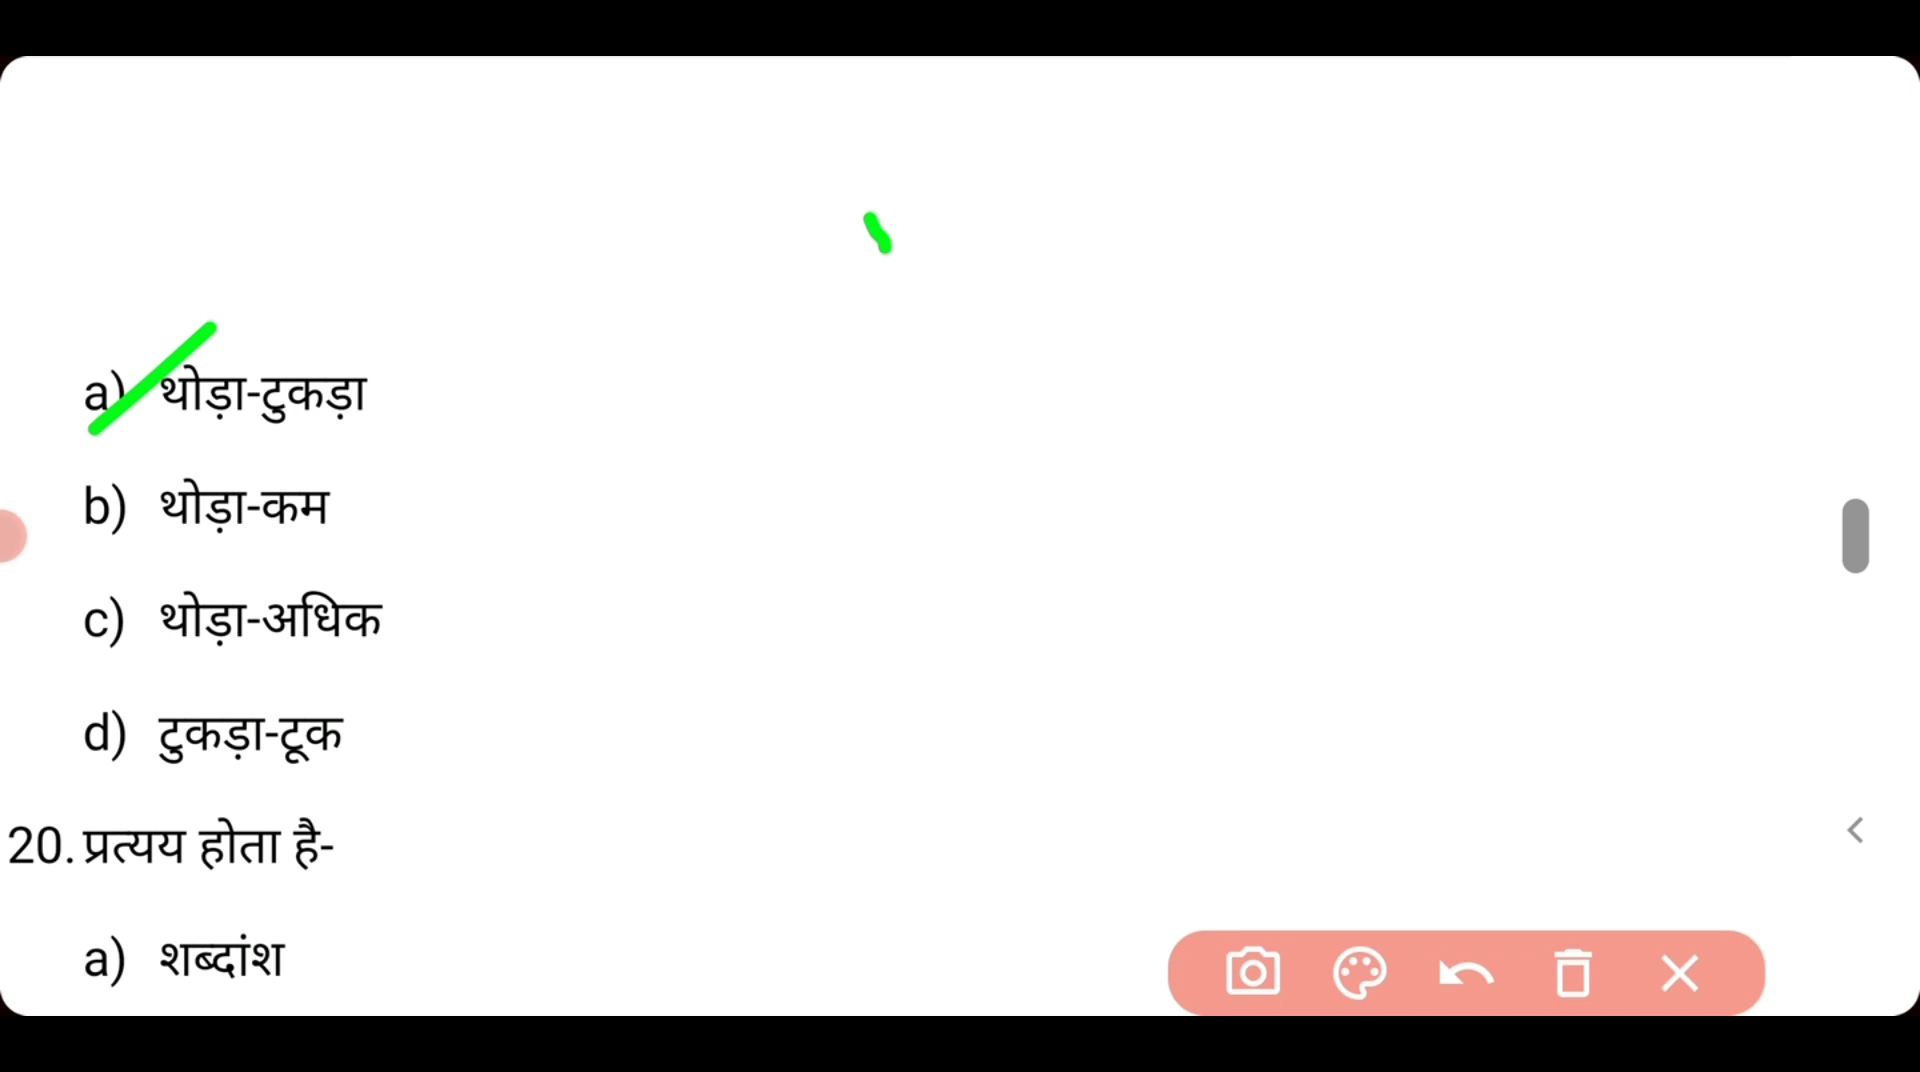 a) थोड़ा-टुकड़ा
b) थोड़ा-कम
c) थोड़ा-अधिक
d) टुकड़ा-टूक
20. प्रत्यय होता है-
a) शब्दांश